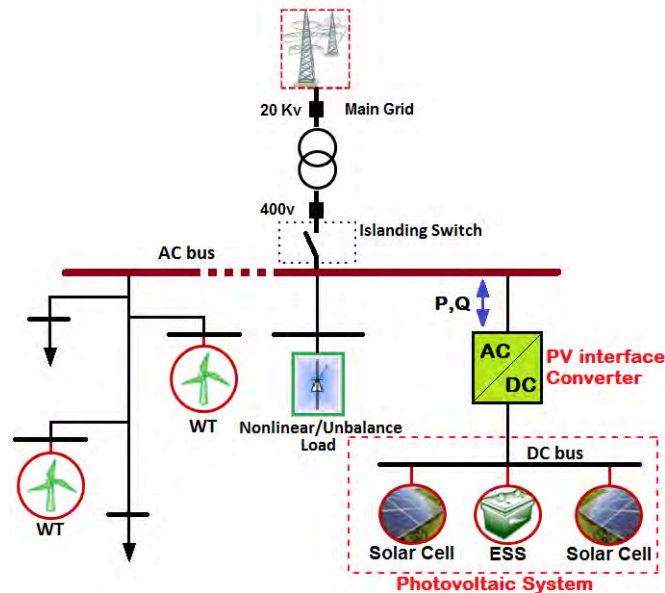 20 Kv
Main Grid
400v
Islanding Switch
AC bus
P,Q
AC
DC
PV interface
Converter
WT
Nonlinear/Unbalance
Load
DC bus
WT
Solar Cell
ESS
Solar Cell
Photovoltaic System